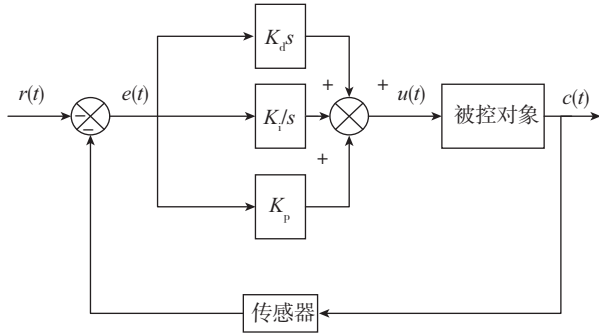 K_d s
r(t)
e(t)
+
+
u(t)
c(t)
−
−
K_i/s
被控对象
+
K_p
传感器